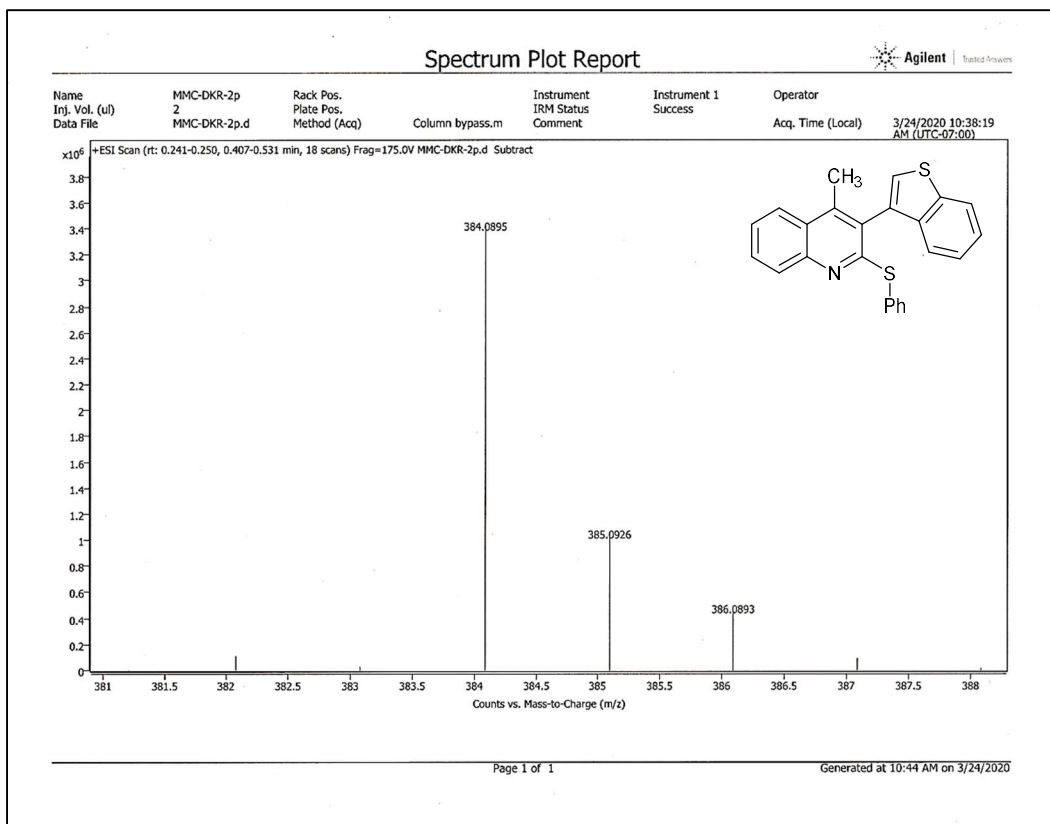 Spectrum Plot Report
Agilent | Trusted Answers
Name MMC-DKR-2p Rack Pos. Instrument Instrument 1 Operator
Inj. Vol. (ul) 2 Plate Pos. IRM Status Success
Data File MMC-DKR-2p.d Method (Acq) Column bypass.m Comment Acq. Time (Local) 3/24/2020 10:38:19
AM (UTC-07:00)
x10⁶ +ESI Scan (rt: 0.241-0.250, 0.407-0.531 min, 18 scans) Frag=175.0V MMC-DKR-2p.d Subtract
3.8
3.6
3.4
3.2
3
2.8
2.6
2.4
2.2
2
1.8
1.6
1.4
1.2
1
0.8
0.6
0.4
0.2
0
384.0895
385.0926
386.0893
CH₃
S
N
S
Ph
381 381.5 382 382.5 383 383.5 384 384.5 385 385.5 386 386.5 387 387.5 388
Counts vs. Mass-to-Charge (m/z)
Page 1 of 1
Generated at 10:44 AM on 3/24/2020